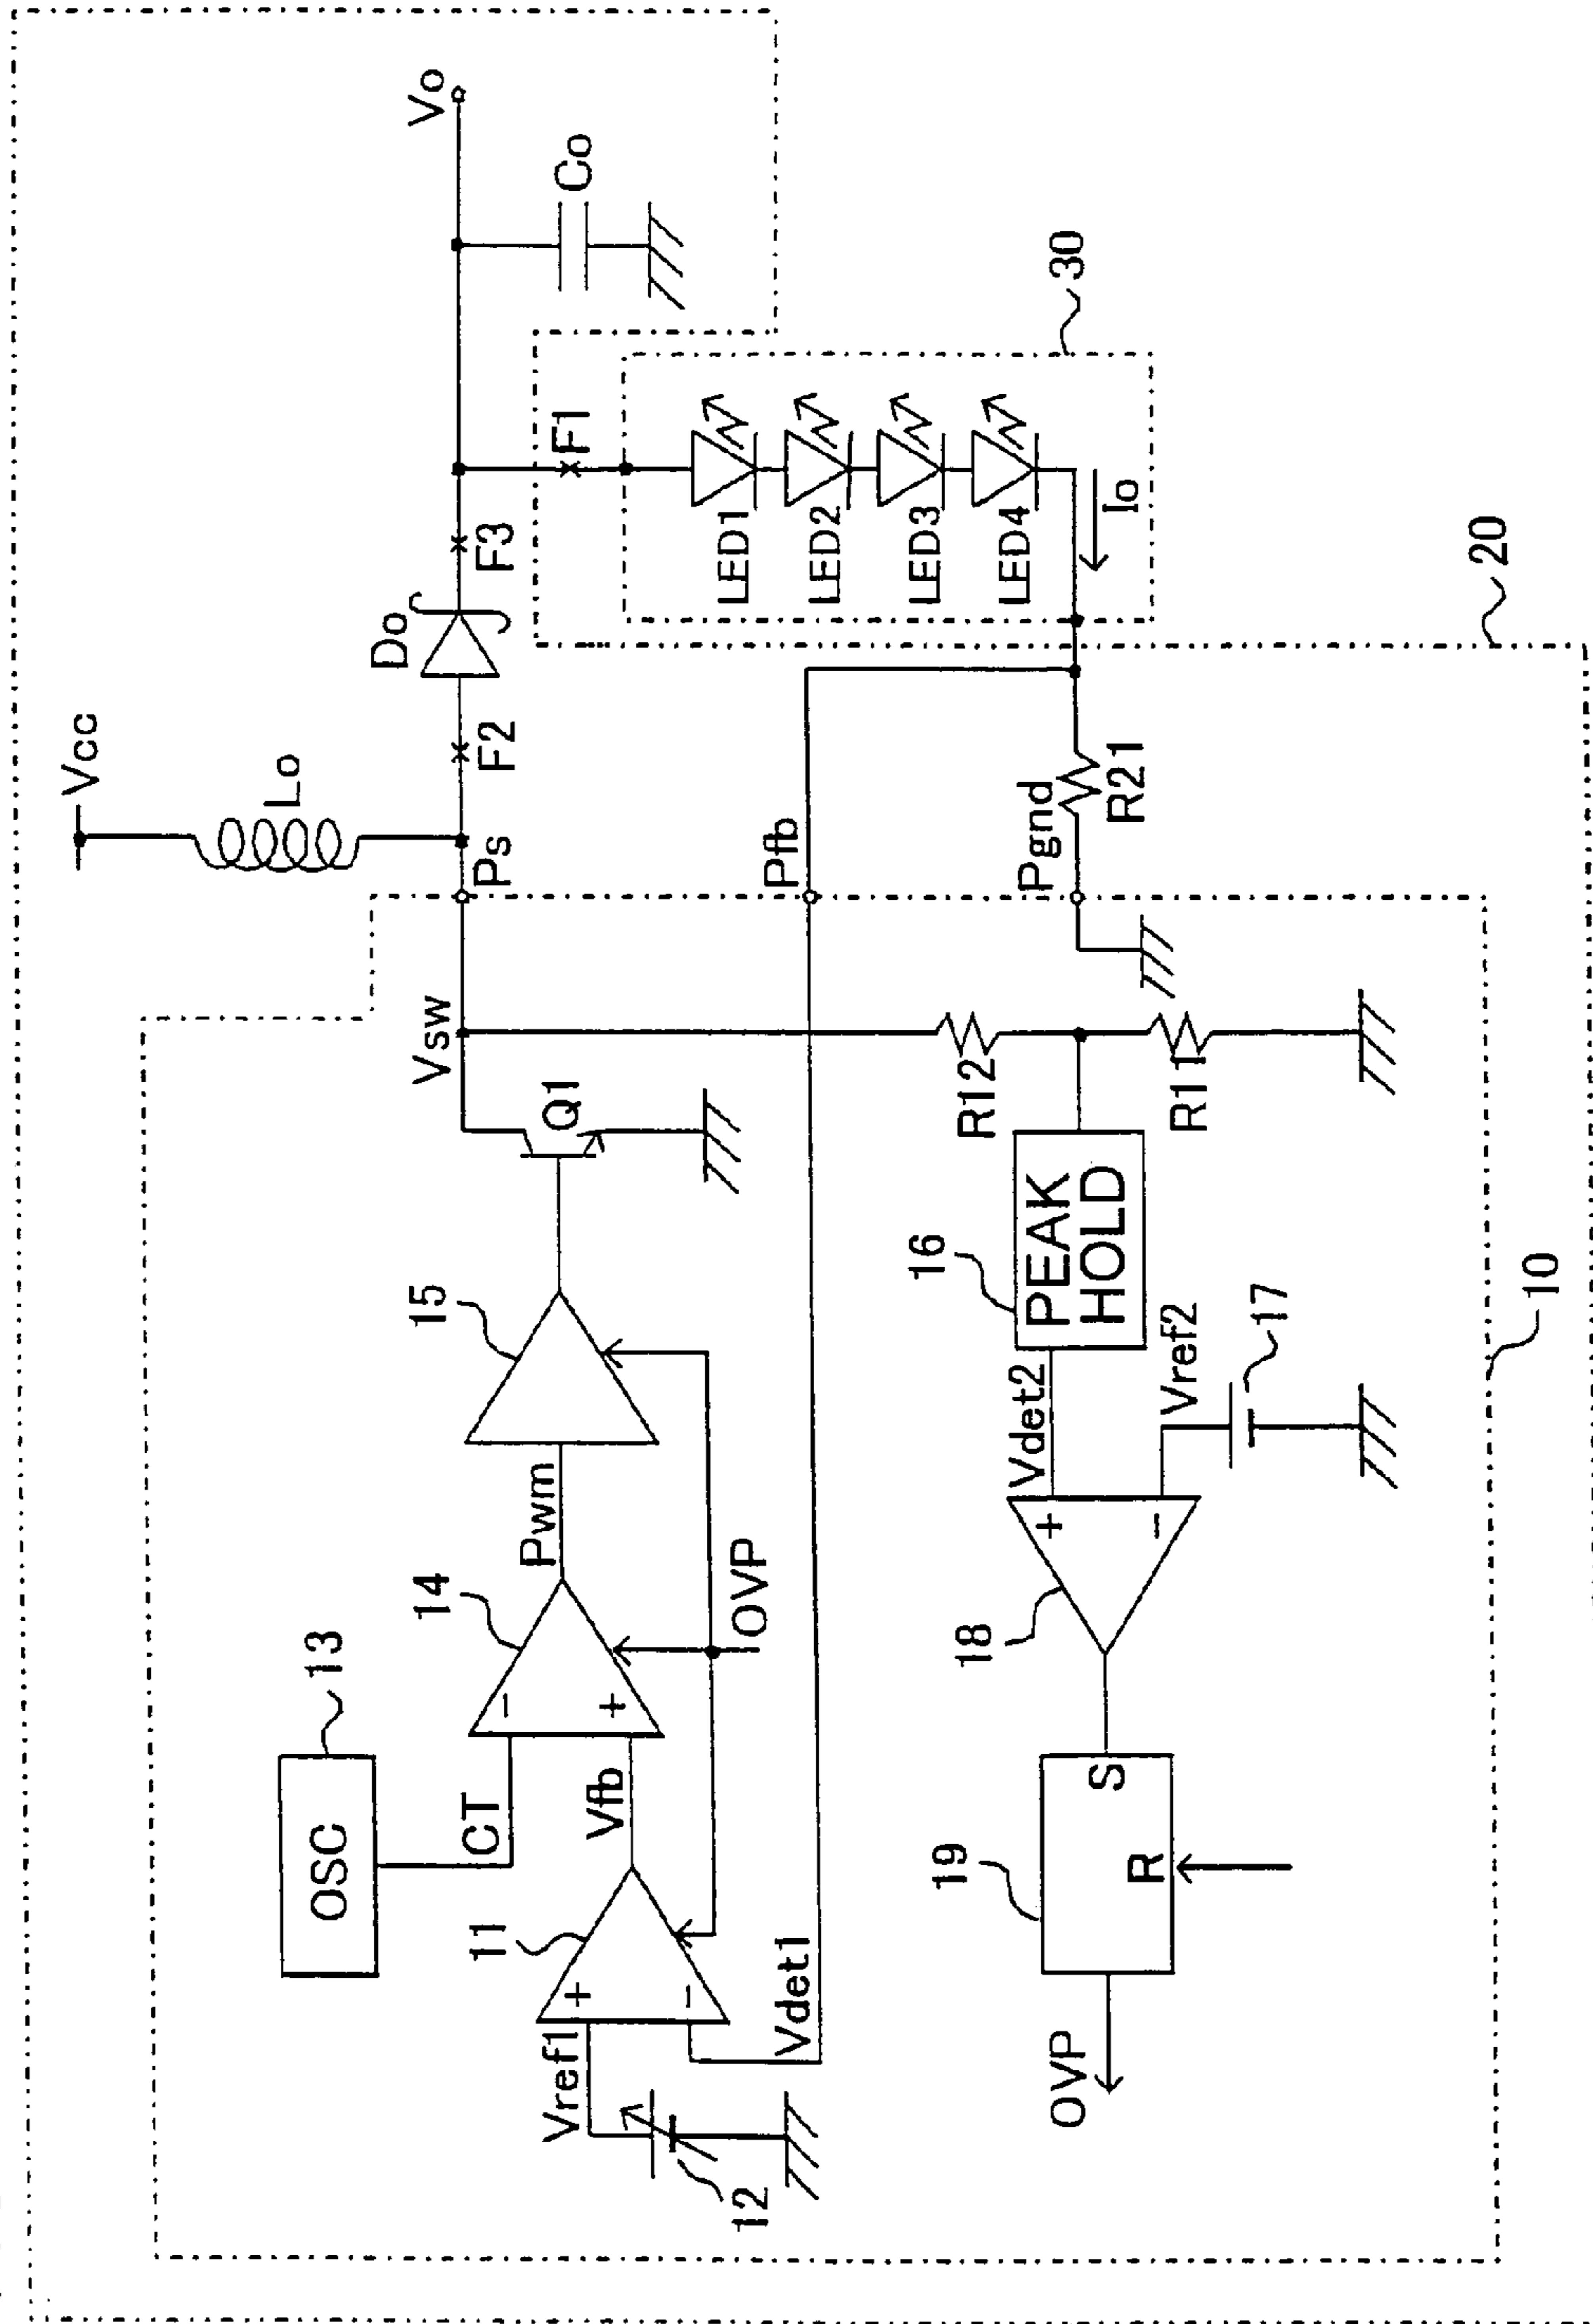 Vcc
Lo
Vo
Do
F2
F3
Co
Ps
F1
Vsw
OSC
13
CT
14
Pwm
15
Q1
Vfb
11
Vref1
12
Vdet1
OVP
Pfb
LED1
LED2
LED3
LED4
30
Io
Pgnd
R21
20
R12
R11
16
PEAK
HOLD
Vdet2
Vref2
17
18
19
S
R
OVP
10
+
−
−
+
+
−